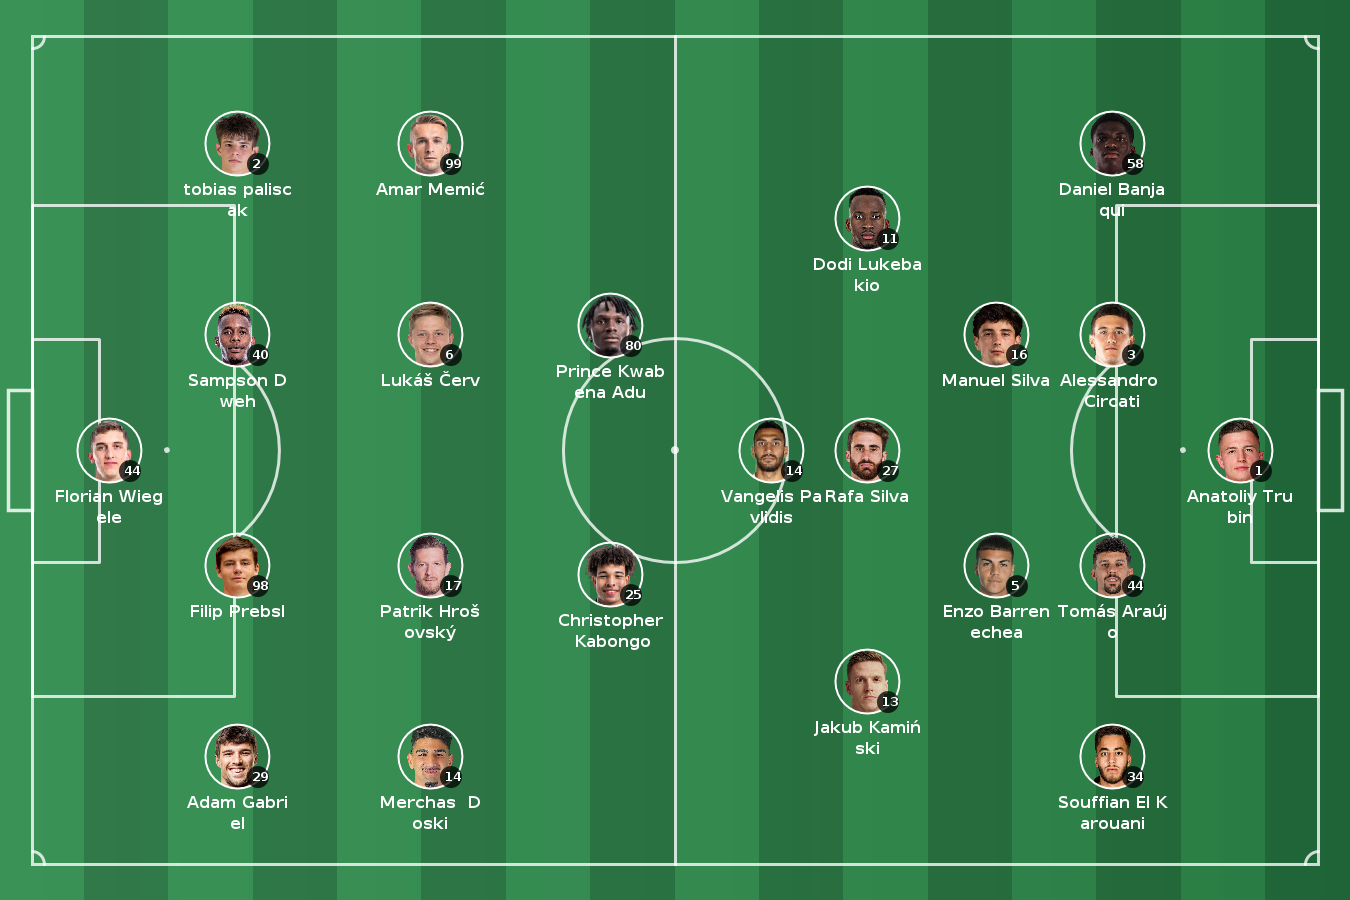 2
tobias palisc
ak
99
Amar Memić
58
Daniel Banja
qui
11
Dodi Lukeba
kio
40
Sampson D
weh
6
Lukáš Červ
80
Prince Kwab
ena Adu
16
Manuel Silva
3
Alessandro
Circati
44
Florian Wieg
ele
14
Vangelis Pa
vlidis
27
Rafa Silva
1
Anatoliy Tru
bin
98
Filip Prebsl
17
Patrik Hroš
ovský
25
Christopher
Kabongo
5
Enzo Barren
echea
44
Tomás Araúj
o
13
Jakub Kamiń
ski
29
Adam Gabri
el
14
Merchas  D
oski
34
Souffian El K
arouani